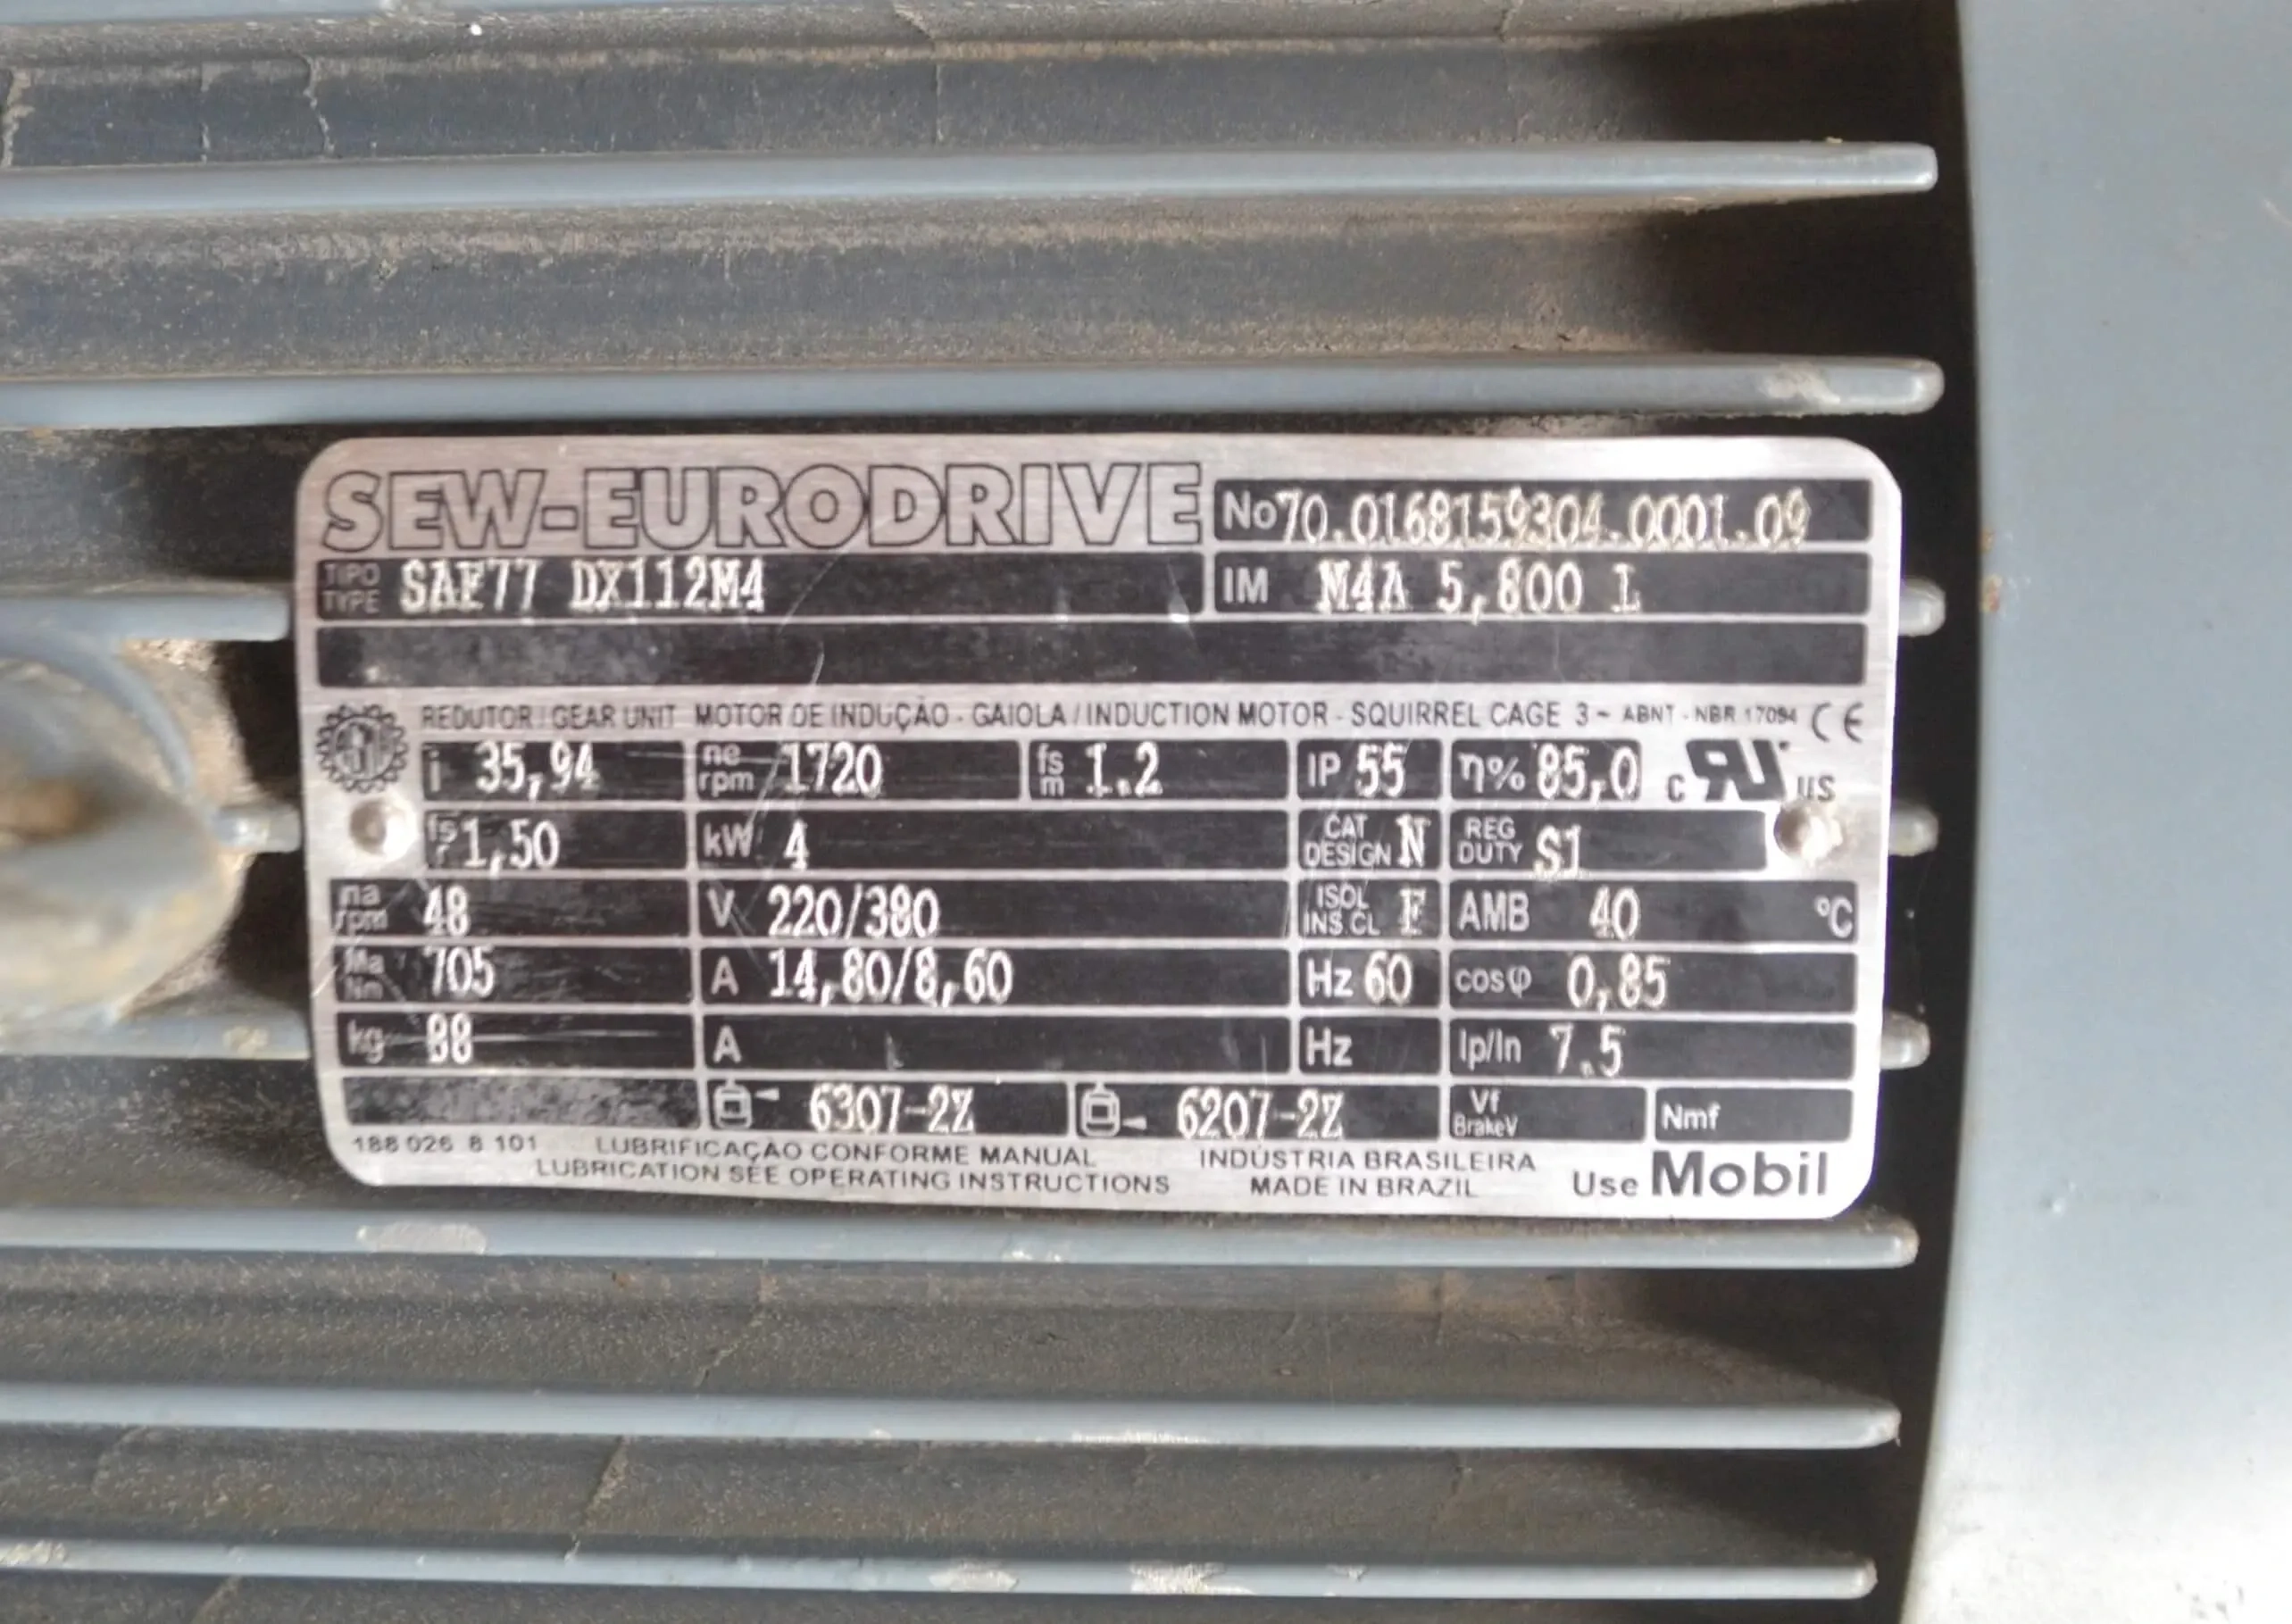 SEW-EURODRIVE No 70.0168159304.0001.09
TIPO TYPE SAF77 DX112M4 IM M4A 5,800 L
REDUTOR / GEAR UNIT MOTOR DE INDUÇÃO - GAIOLA / INDUCTION MOTOR - SQUIRREL CAGE 3~ ABNT - NBR 17094 CE
i 35,94 ne rpm 1720 fs m 1.2 IP 55 η% 85,0 c RU US
fs r 1,50 kW 4 CAT DESIGN N REG DUTY S1
na rpm 48 V 220/380 ISOL INS.CL F AMB 40 °C
Ma Nm 705 A 14,80/8,60 Hz 60 cosφ 0,85
kg 88 A Hz Ip/In 7.5
6307-2Z 6207-2Z Vf BrakeV Nmf
188 026 8 101 LUBRIFICAÇÃO CONFORME MANUAL INDÚSTRIA BRASILEIRA
LUBRICATION SEE OPERATING INSTRUCTIONS MADE IN BRAZIL Use Mobil